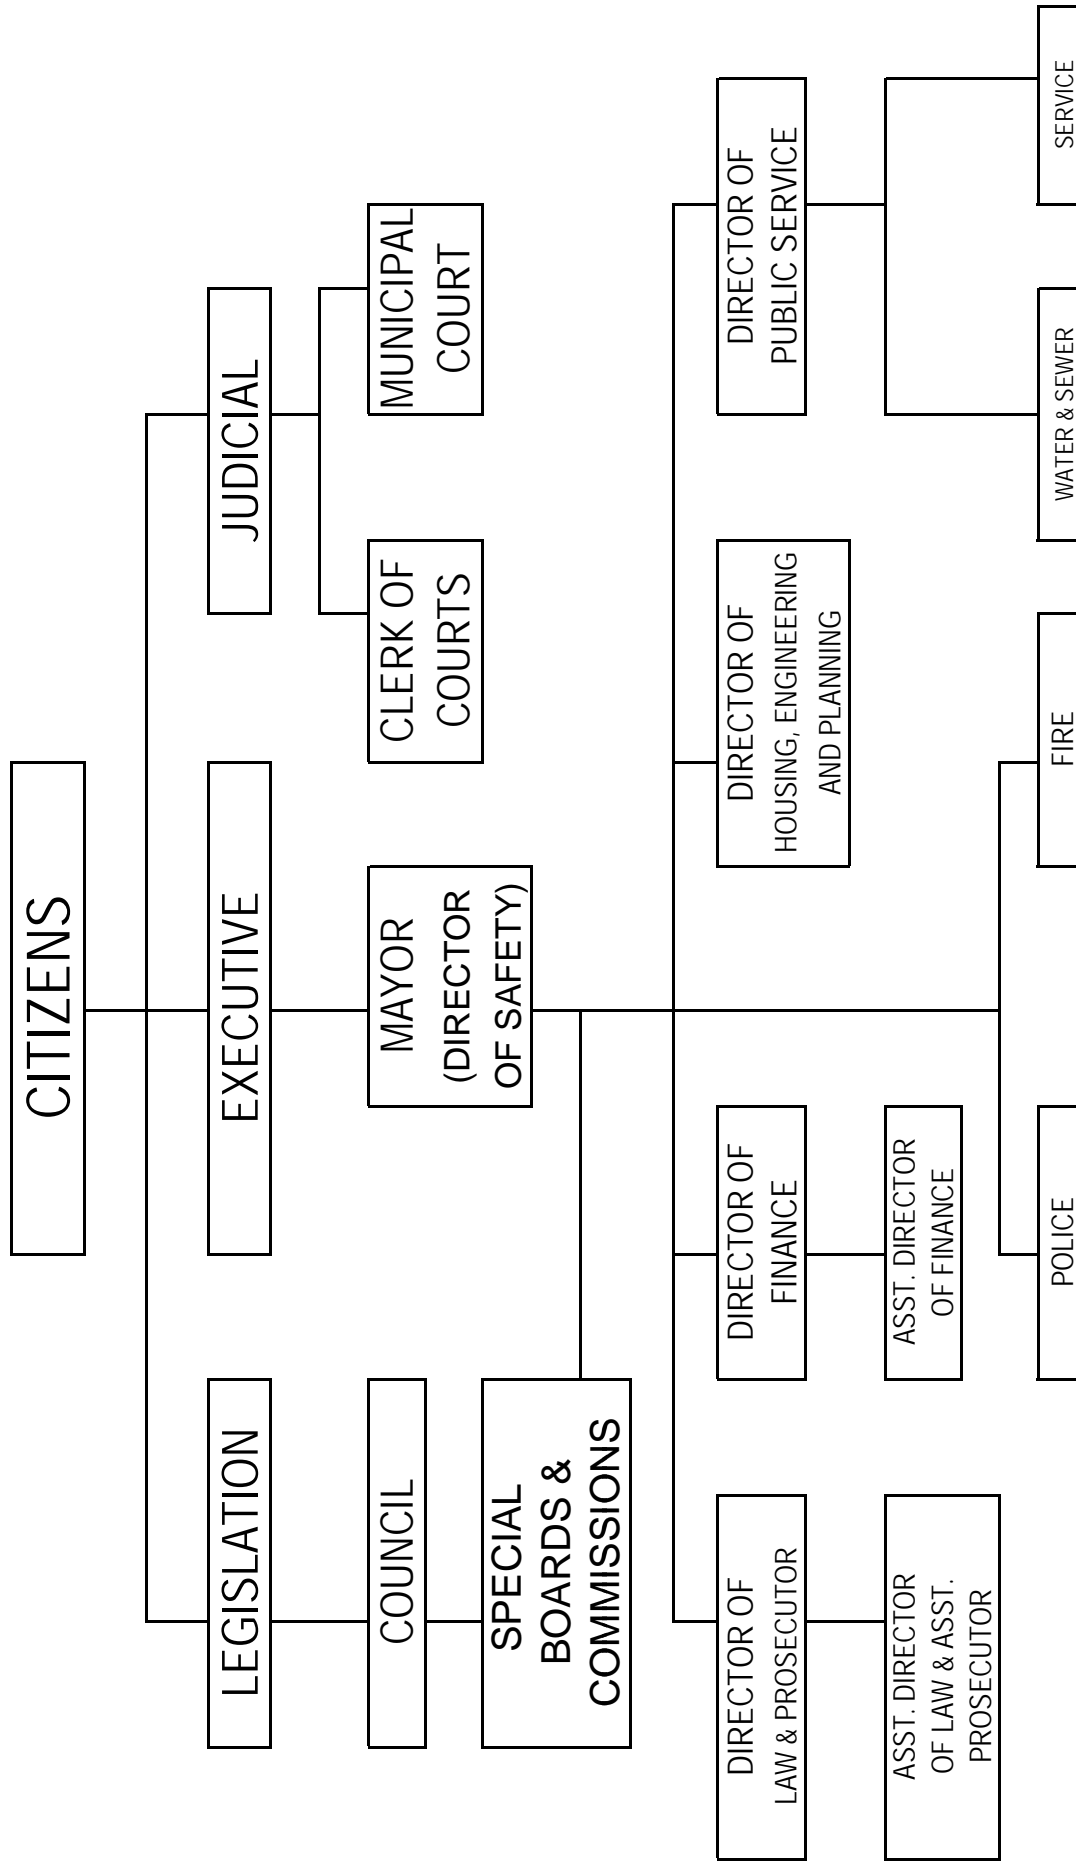 CITIZENS
LEGISLATION
EXECUTIVE
JUDICIAL
COUNCIL
MAYOR
(DIRECTOR
OF SAFETY)
CLERK OF
COURTS
MUNICIPAL
COURT
SPECIAL
BOARDS &
COMMISSIONS
DIRECTOR OF
LAW & PROSECUTOR
DIRECTOR OF
FINANCE
DIRECTOR OF
HOUSING, ENGINEERING
AND PLANNING
DIRECTOR OF
PUBLIC SERVICE
ASST. DIRECTOR
OF LAW & ASST.
PROSECUTOR
ASST. DIRECTOR
OF FINANCE
POLICE
FIRE
WATER & SEWER
SERVICE